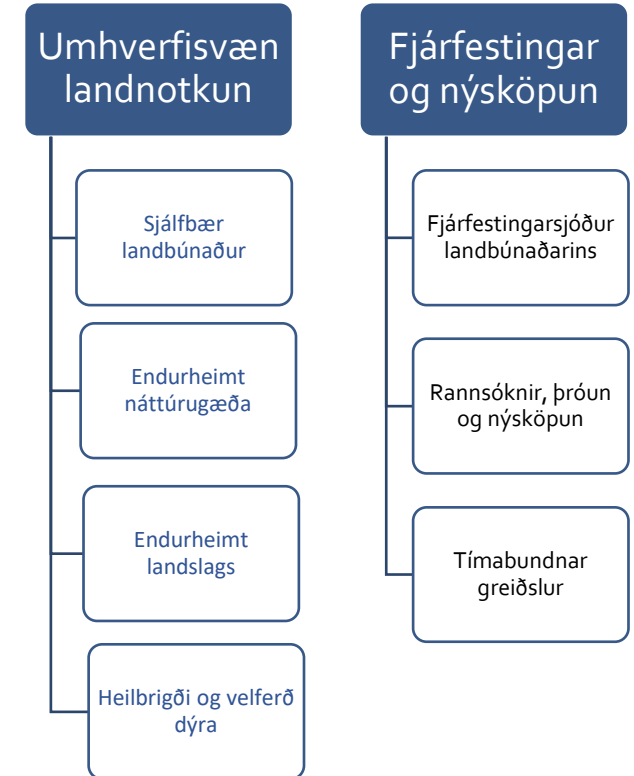 Umhverfisvæn
landnotkun
Sjálfbær
landbúnaður
Endurheimt
náttúrugæða
Endurheimt
landslags
Heilbrigði og velferð
dýra
Fjárfestingar
og nýsköpun
Fjárfestingarsjóður
landbúnaðarins
Rannsóknir, þróun
og nýsköpun
Tímabundnar
greiðslur